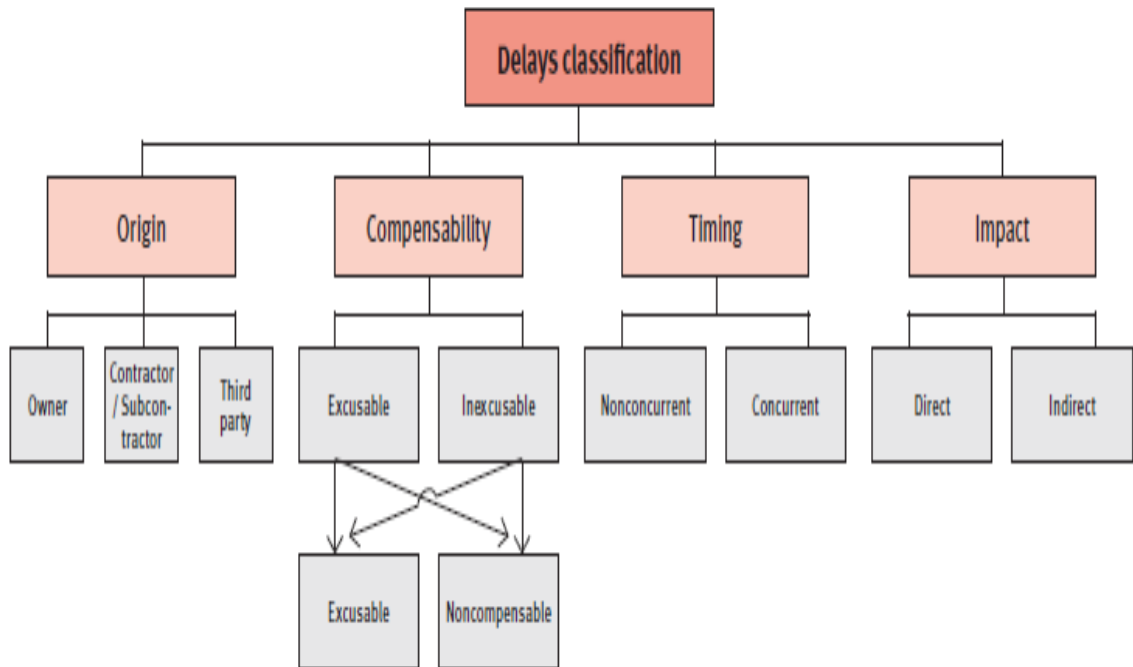 Delays classification
Origin
Compensability
Timing
Impact
Owner
Contractor
/ Subcon-
tractor
Third
party
Excusable
Inexcusable
Nonconcurrent
Concurrent
Direct
Indirect
Excusable
Noncompensable